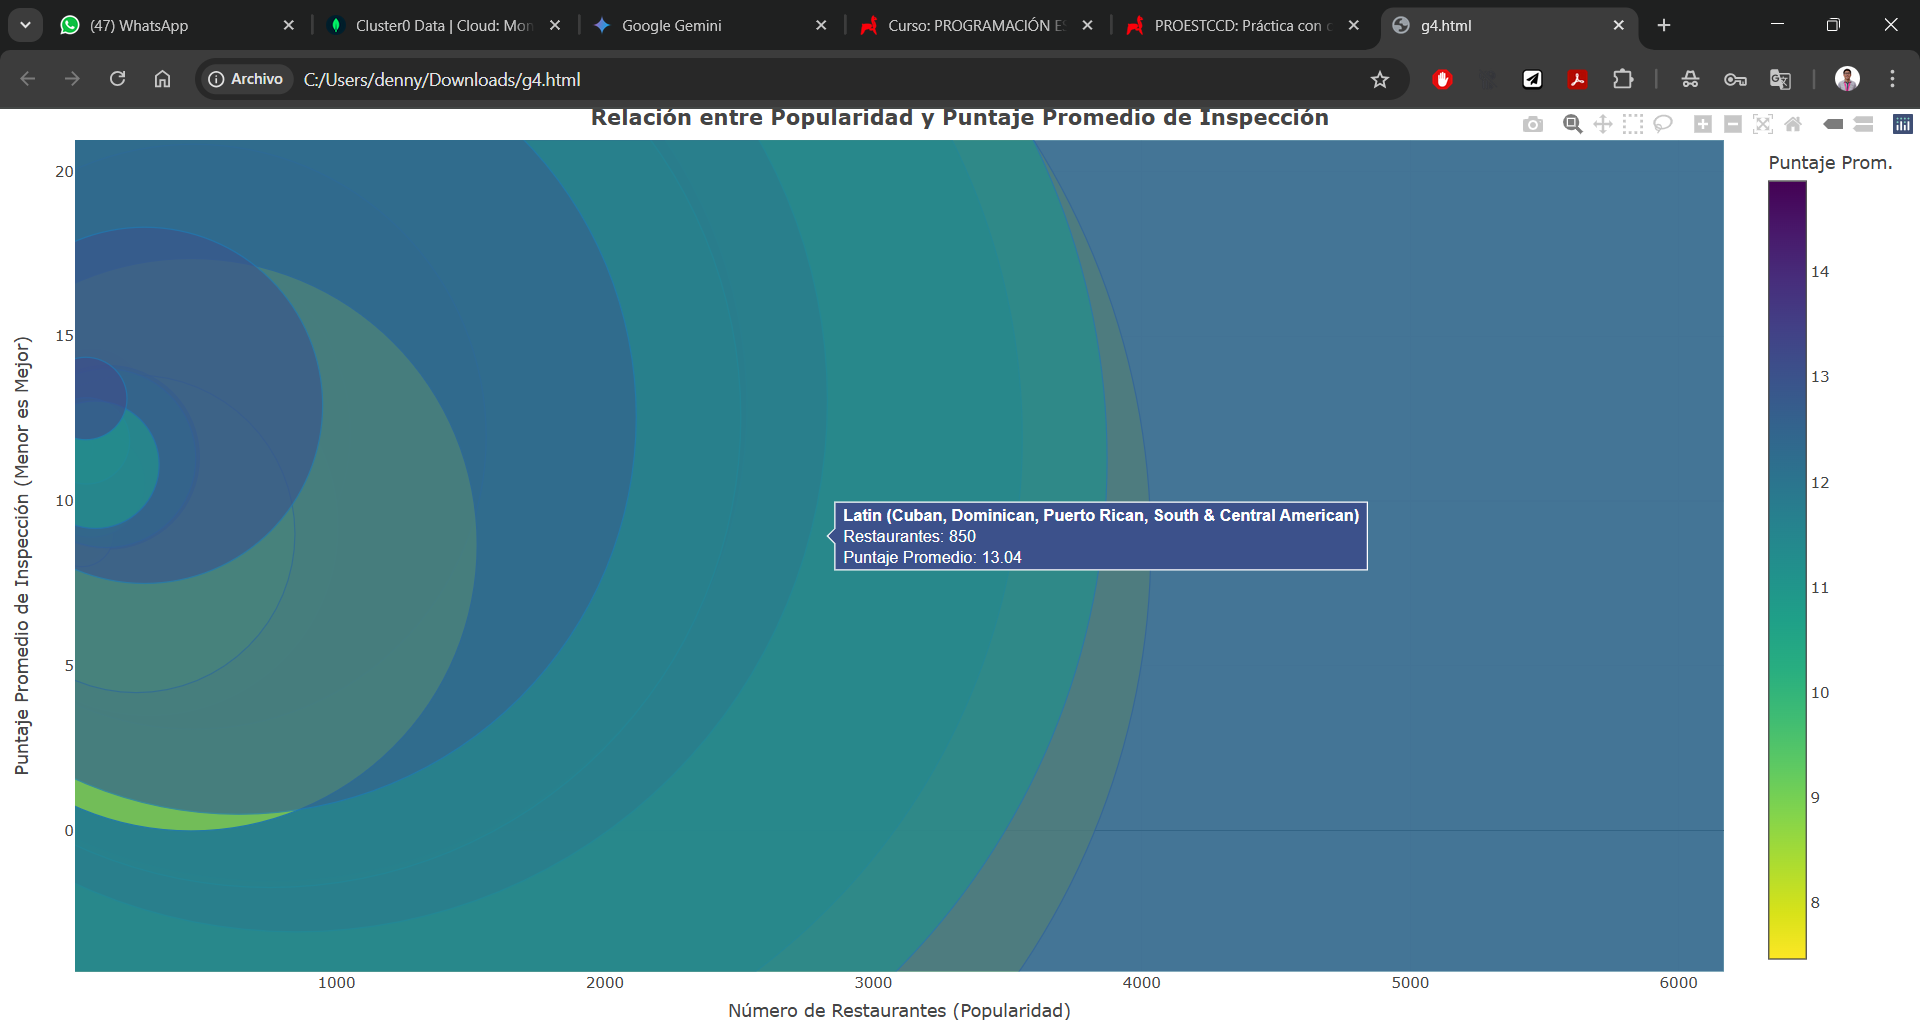 (47) WhatsApp
Cluster0 Data | Cloud: Mon
Google Gemini
Curso: PROGRAMACIÓN ES
PROESTCCD: Práctica con c
g4.html
Archivo
C:/Users/denny/Downloads/g4.html
Relación entre Popularidad y Puntaje Promedio de Inspección
Puntaje Prom.
20
15
10
5
0
Puntaje Promedio de Inspección (Menor es Mejor)
Latin (Cuban, Dominican, Puerto Rican, South & Central American)
Restaurantes: 850
Puntaje Promedio: 13.04
14
13
12
11
10
9
8
1000
2000
3000
4000
5000
6000
Número de Restaurantes (Popularidad)